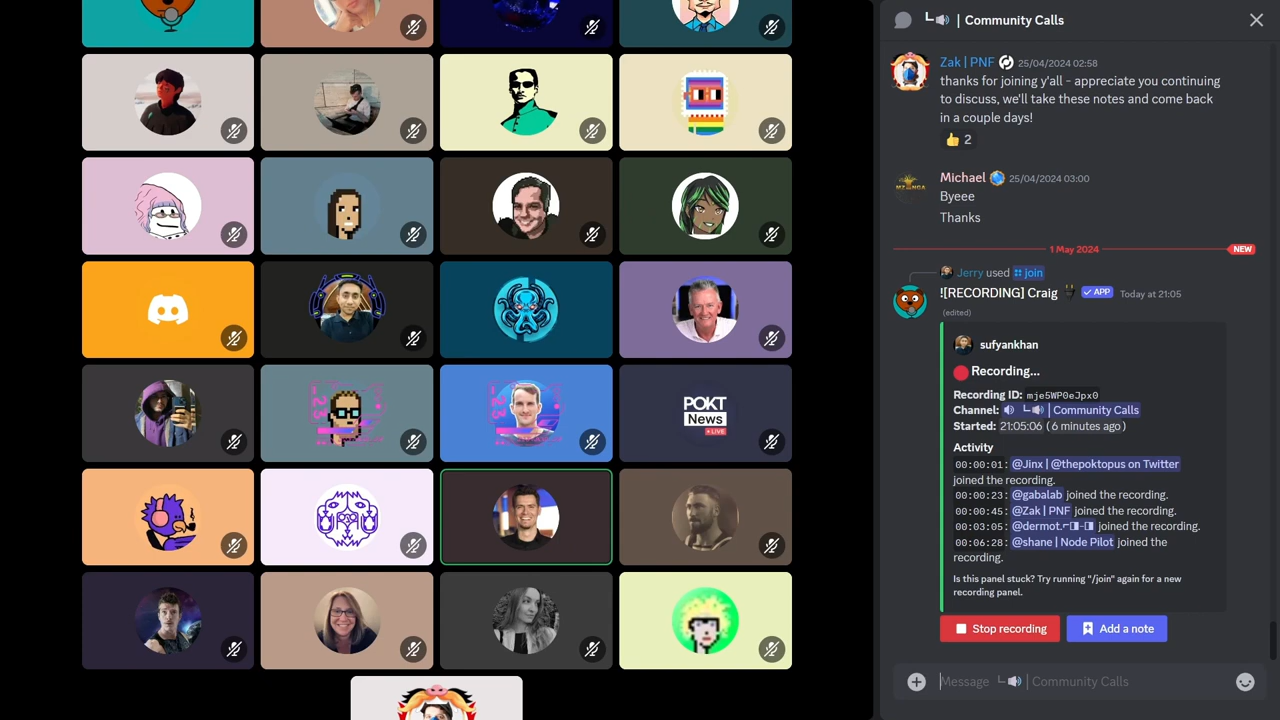 Community Calls
Zak | PNF 25/04/2024 02:58
thanks for joining y'all - appreciate you continuing
to discuss, we'll take these notes and come back
in a couple days!
2
Michael 25/04/2024 03:00
Byeee
Thanks
1 May 2024 NEW
Jerry used join
![RECORDING] Craig APP Today at 21:05
(edited)
sufyankhan
Recording...
Recording ID: mje5WP0eJpx0
Channel: | Community Calls
Started: 21:05:06 (6 minutes ago)
Activity
00:00:01: @Jinx | @thepoktopus on Twitter
joined the recording.
00:00:23: @gabalab joined the recording.
00:00:45: @Zak | PNF joined the recording.
00:03:05: @dermot.⌐◨-◨ joined the recording.
00:06:28: @shane | Node Pilot joined the
recording.
Is this panel stuck? Try running "/join" again for a new
recording panel.
Stop recording
Add a note
Message | Community Calls
POKT
News
LIVE